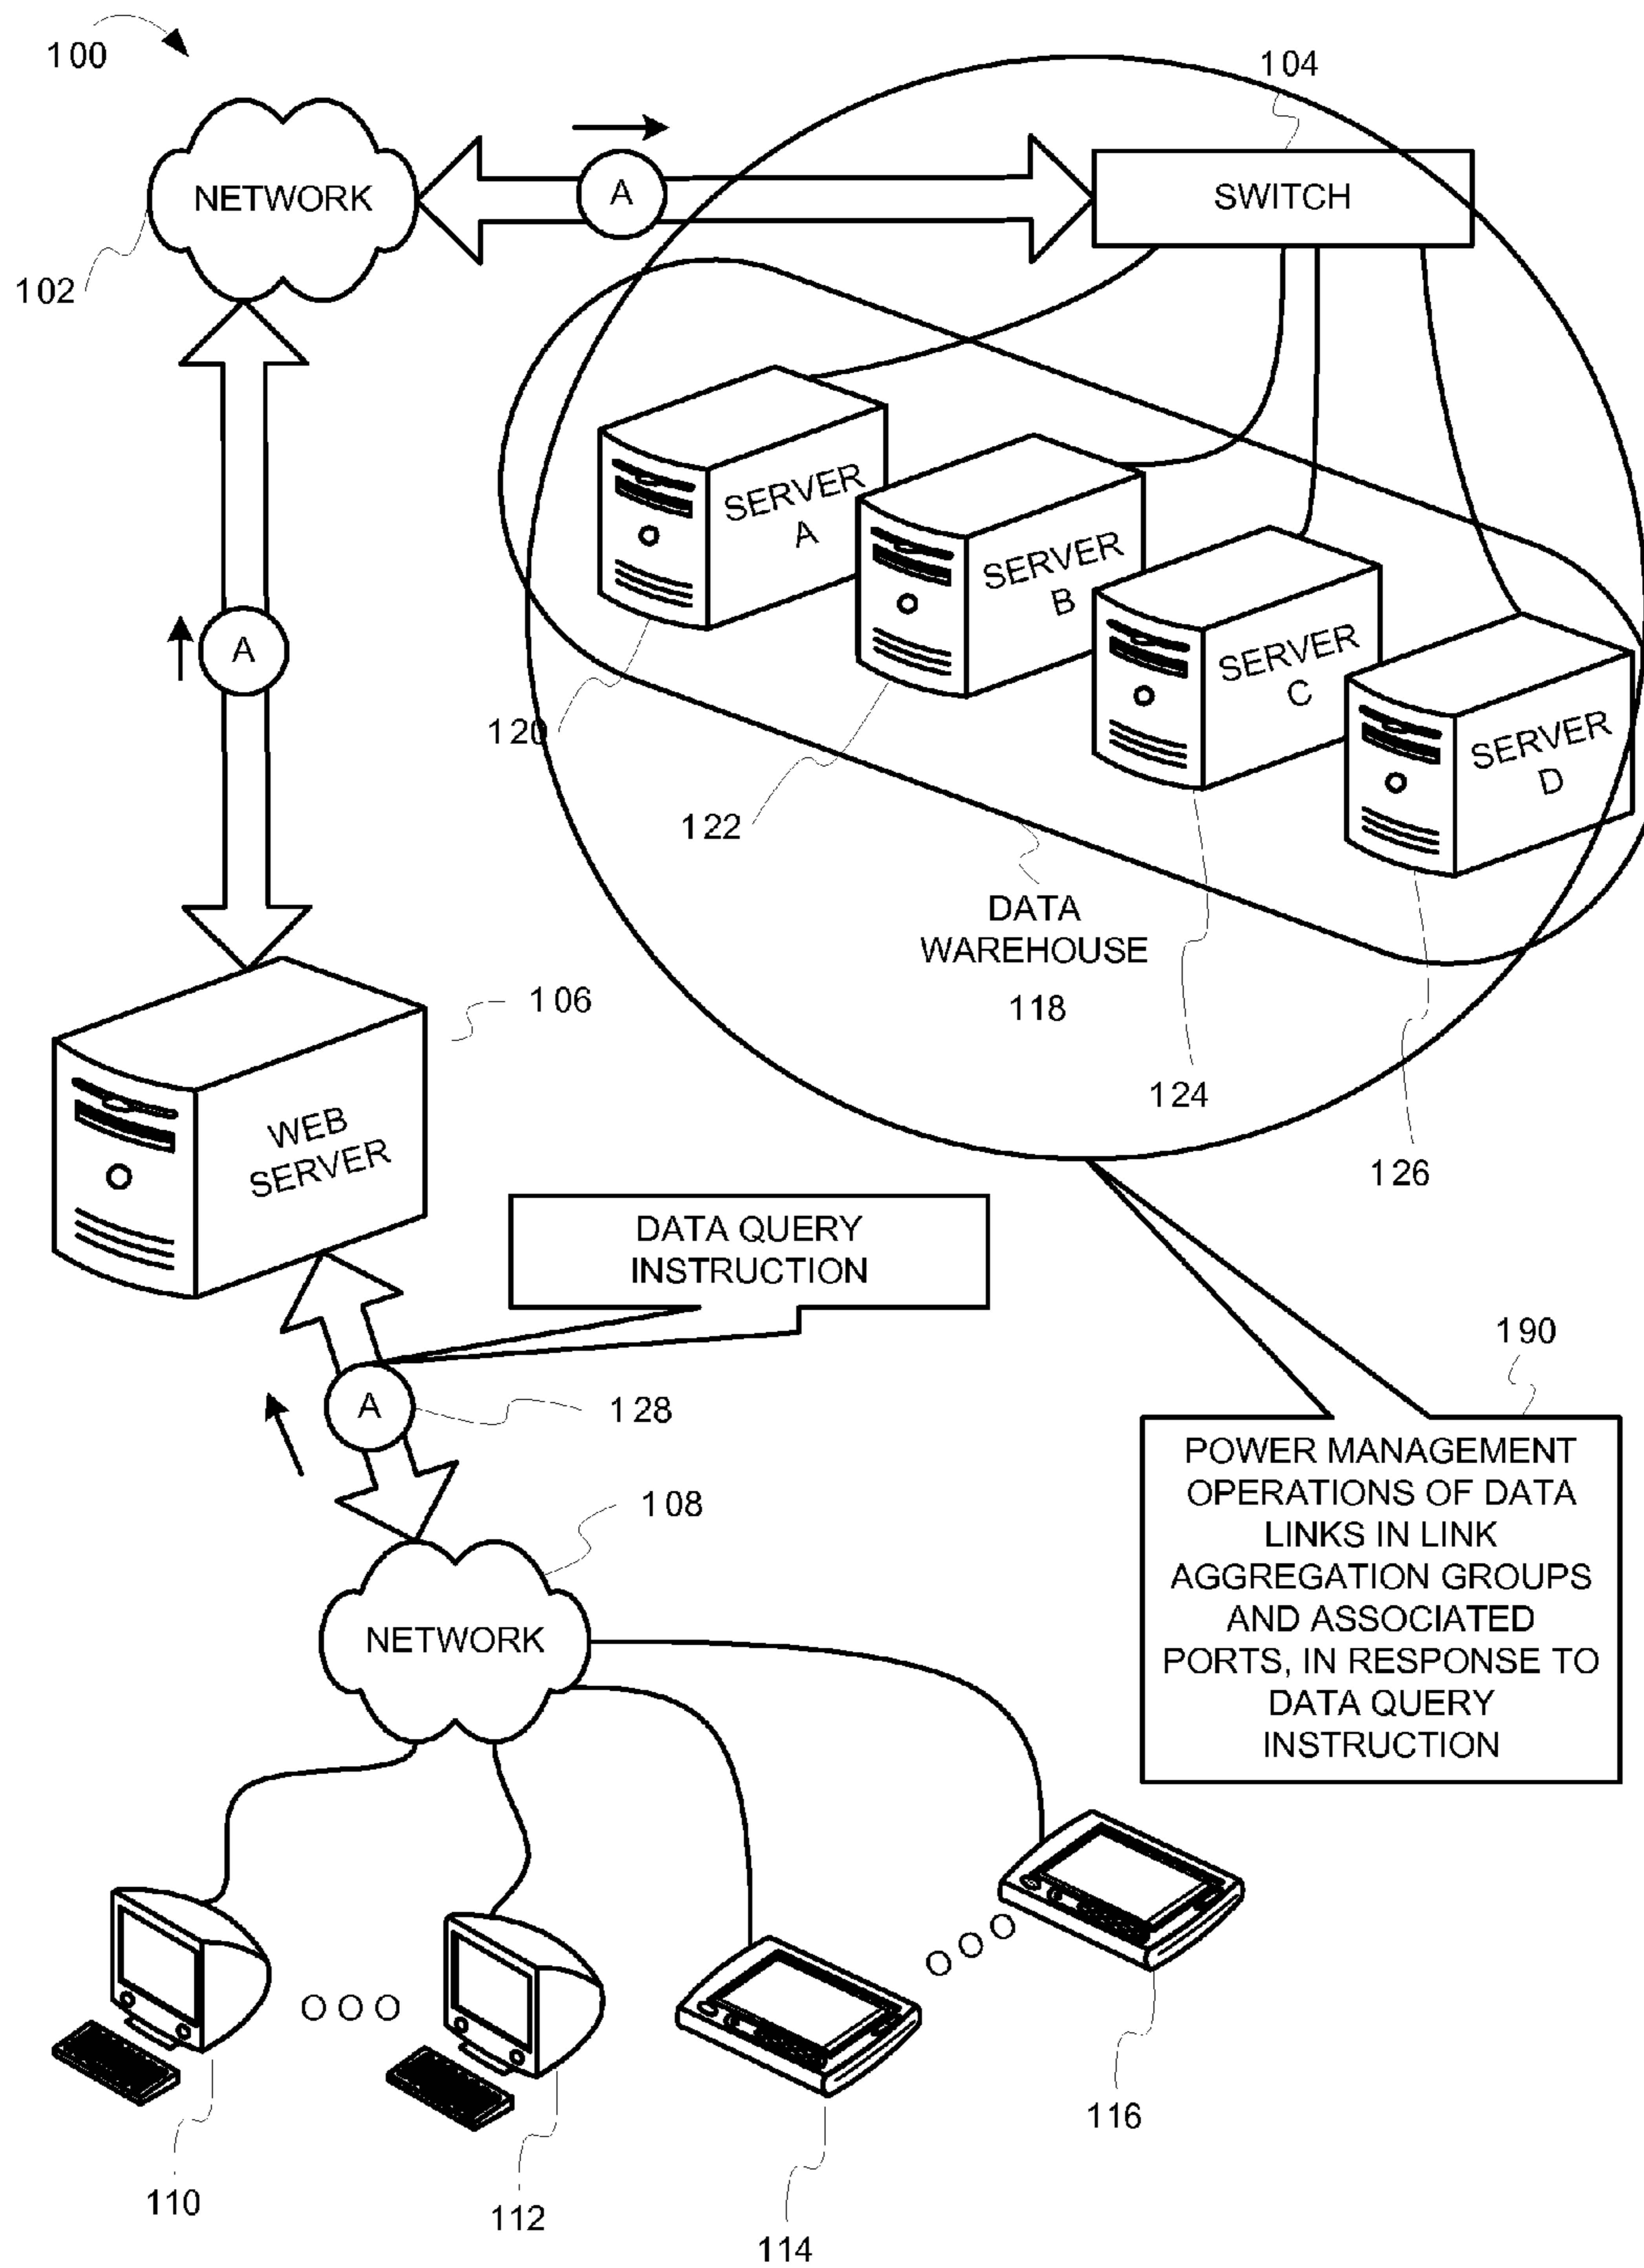 100
104
NETWORK
A
SWITCH
102
SERVER
A
SERVER
B
SERVER
C
SERVER
D
A
120
122
DATA
WAREHOUSE
118
106
124
126
WEB
SERVER
DATA QUERY
INSTRUCTION
190
A
128
POWER MANAGEMENT
OPERATIONS OF DATA
LINKS IN LINK
AGGREGATION GROUPS
AND ASSOCIATED
PORTS, IN RESPONSE TO
DATA QUERY
INSTRUCTION
108
NETWORK
OOO
OOO
116
110
112
114